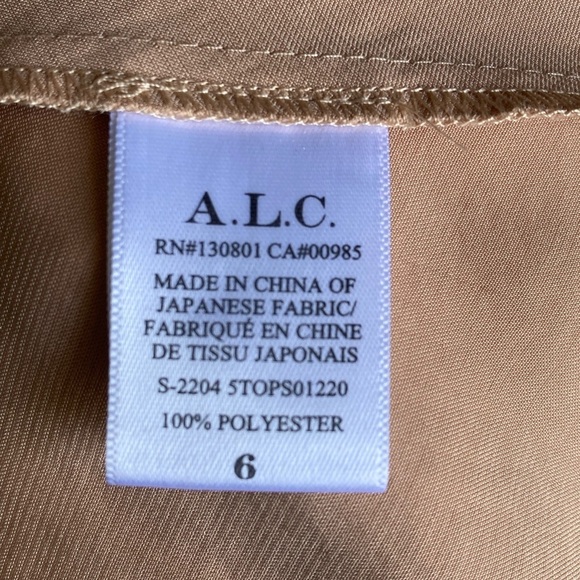 A.L.C.
RN#130801 CA#00985
MADE IN CHINA OF
JAPANESE FABRIC/
FABRIQUÉ EN CHINE
DE TISSU JAPONAIS
S-2204 5TOPS01220
100% POLYESTER
6